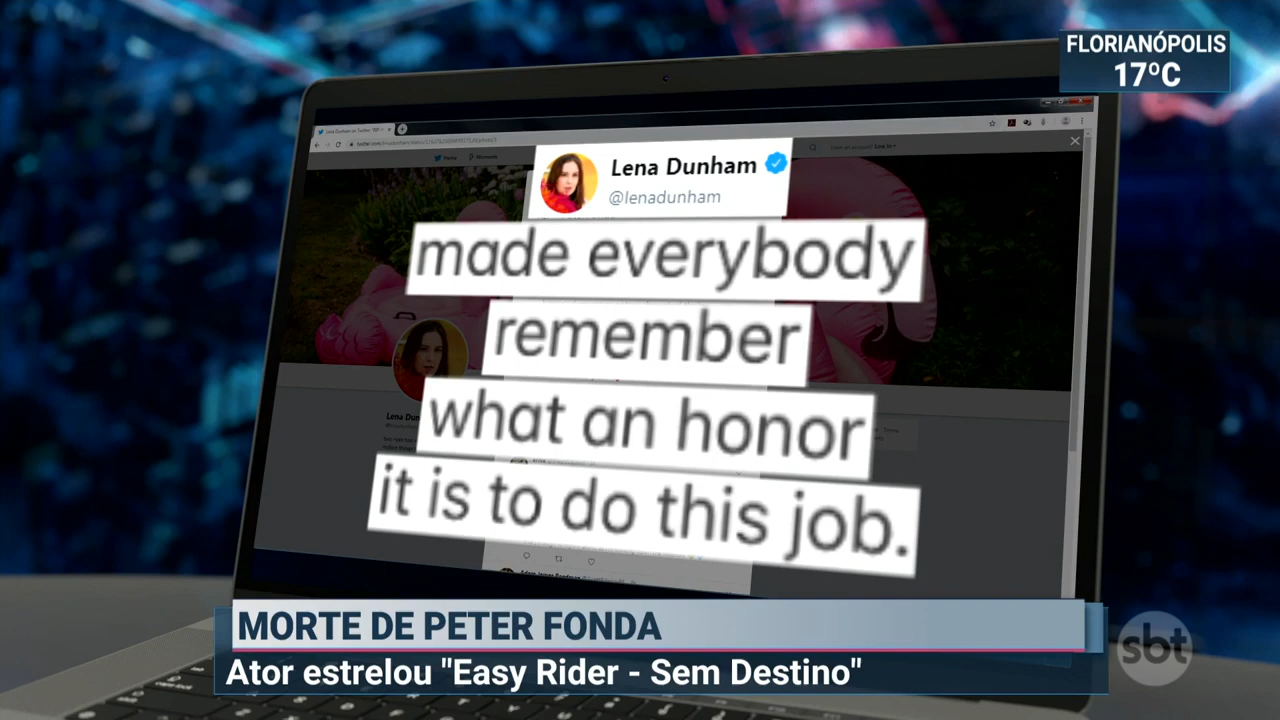 FLORIANÓPOLIS
17ºC
Lena Dunham
@lenadunham
made everybody
remember
what an honor
it is to do this job.
MORTE DE PETER FONDA
Ator estrelou "Easy Rider - Sem Destino"
sbt